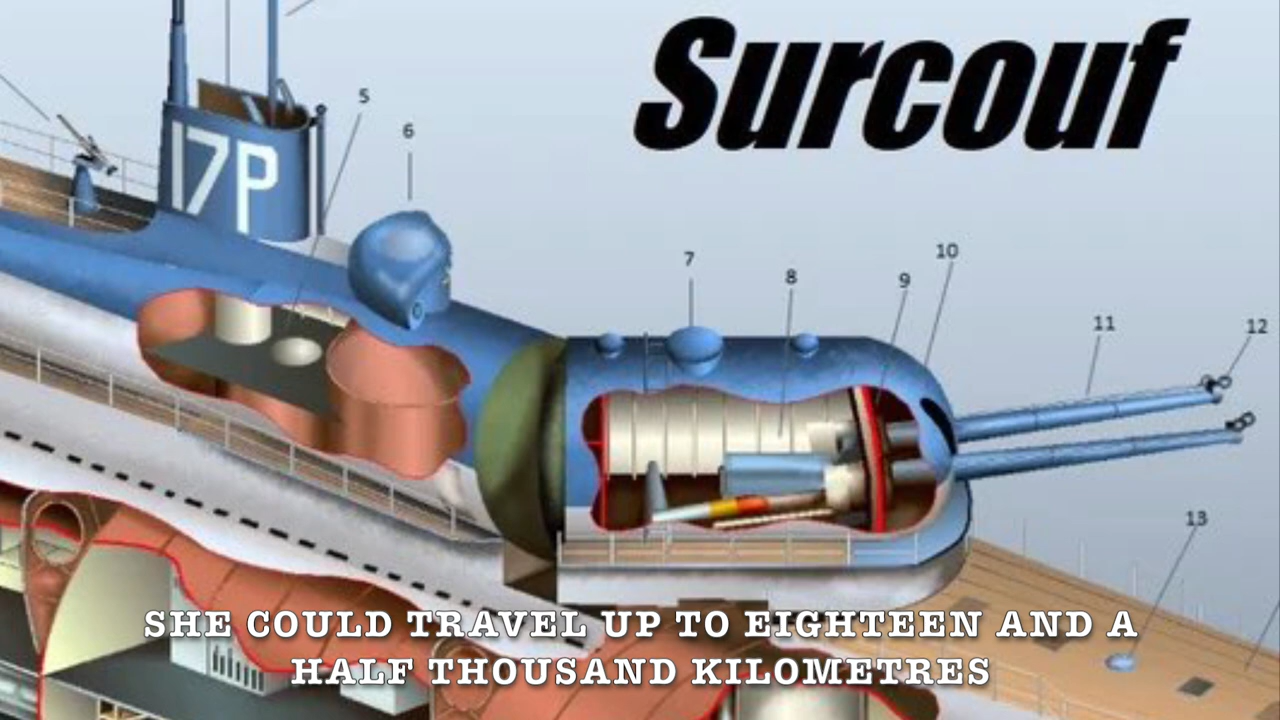 Surcouf
17P
5
6
7
8
9
10
11
12
13
SHE COULD TRAVEL UP TO EIGHTEEN AND A
HALF THOUSAND KILOMETRES